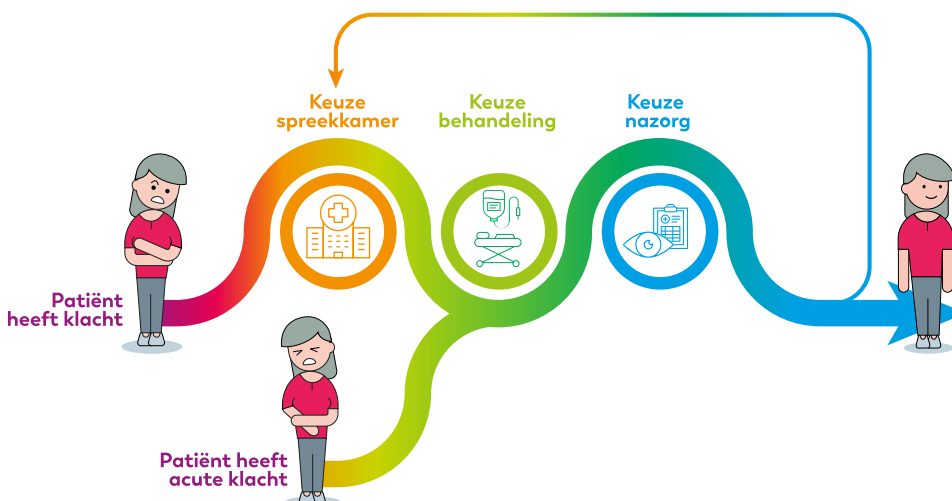 Keuze
spreekkamer
Keuze
behandeling
Keuze
nazorg
Patiënt
heeft klacht
Patiënt heeft
acute klacht